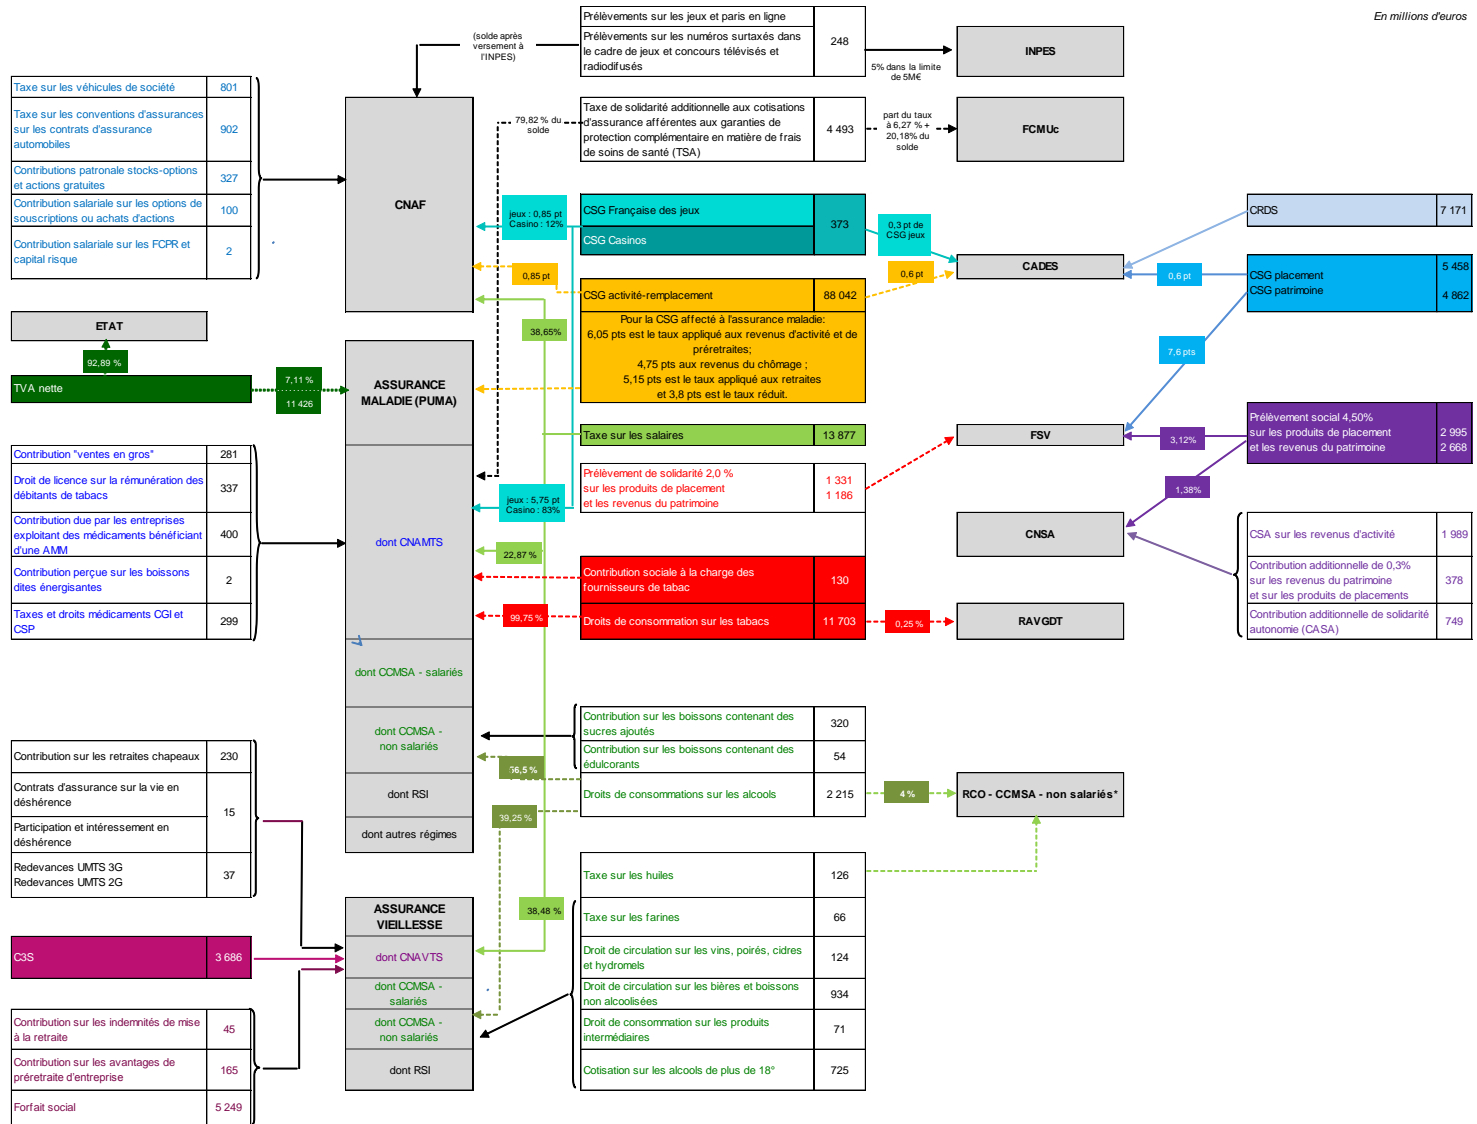 En millions d'euros
Prélèvements sur les jeux et paris en ligne
Prélèvements sur les numéros surtaxés dans
le cadre de jeux et concours télévisés et
radiodifusés
248
(solde après
versement à
l'INPES)
5% dans la limite
de 5M€
INPES
Taxe sur les véhicules de société
801
Taxe sur les conventions d'assurances
sur les contrats d'assurance
automobiles
902
Contributions patronale stocks-options
et actions gratuites
327
Contribution salariale sur les options de
souscriptions ou achats d'actions
100
Contribution salariale sur les FCPR et
capital risque
2
CNAF
79,82 % du
solde
Taxe de solidarité additionnelle aux cotisations
d'assurance afférentes aux garanties de
protection complémentaire en matière de frais
de soins de santé (TSA)
4 493
part du taux
à 6,27 % +
20,18% du
solde
FCMUc
jeux : 0,85 pt
Casino : 12%
CSG Française des jeux
CSG Casinos
373
0,3 pt de
CSG jeux
CRDS
7 171
CADES
0,85 pt
CSG activité-remplacement
88 042
0,6 pt
0,6 pt
CSG placement
CSG patrimoine
5 458
4 862
Pour la CSG affecté à l'assurance maladie:
6,05 pts est le taux appliqué aux revenus d'activité et de
préretraites;
4,75 pts aux revenus du chômage ;
5,15 pts est le taux appliqué aux retraites
et 3,8 pts est le taux réduit.
7,6 pts
ETAT
92,89 %
TVA nette
7,11 %
11 426
38,65%
ASSURANCE
MALADIE (PUMA)
Taxe sur les salaires
13 877
FSV
3,12%
Prélèvement social 4,50%
sur les produits de placement
et les revenus du patrimoine
2 995
2 668
1,38%
Contribution "ventes en gros"
281
Droit de licence sur la rémunération des
débitants de tabacs
337
Contribution due par les entreprises
exploitant des médicaments bénéficiant
d'une AMM
400
Contribution perçue sur les boissons
dites énergisantes
2
Taxes et droits médicaments CGI et
CSP
299
dont CNAMTS
Prélèvement de solidarité 2,0 %
sur les produits de placement
et les revenus du patrimoine
1 331
1 186
jeux : 5,75 pt
Casino : 83%
22,87 %
CNSA
CSA sur les revenus d'activité
1 989
Contribution additionnelle de 0,3%
sur les revenus du patrimoine
et sur les produits de placements
378
Contribution additionnelle de solidarité
autonomie (CASA)
749
Contribution sociale à la charge des
fournisseurs de tabac
130
99,75 %
Droits de consommation sur les tabacs
11 703
0,25 %
RAVGDT
dont CCMSA - salariés
dont CCMSA -
non salariés
dont RSI
dont autres régimes
Contribution sur les boissons contenant des
sucres ajoutés
320
Contribution sur les boissons contenant des
édulcorants
54
Droits de consommations sur les alcools
2 215
4 %
RCO - CCMSA - non salariés*
39,25 %
Contribution sur les retraites chapeaux
230
Contrats d'assurance sur la vie en
déshérence
Participation et intéressement en
déshérence
15
Redevances UMTS 3G
Redevances UMTS 2G
37
Taxe sur les huiles
126
38,48 %
Taxe sur les farines
66
Droit de circulation sur les vins, poirés, cidres
et hydromels
124
Droit de circulation sur les bières et boissons
non alcoolisées
934
Droit de consommation sur les produits
intermédiaires
71
Cotisation sur les alcools de plus de 18°
725
ASSURANCE
VIEILLESSE
dont CNAVTS
dont CCMSA -
salariés
dont CCMSA -
non salariés
dont RSI
C3S
3 686
Contribution sur les indemnités de mise
à la retraite
45
Contribution sur les avantages de
préretraite d'entreprise
165
Forfait social
5 249